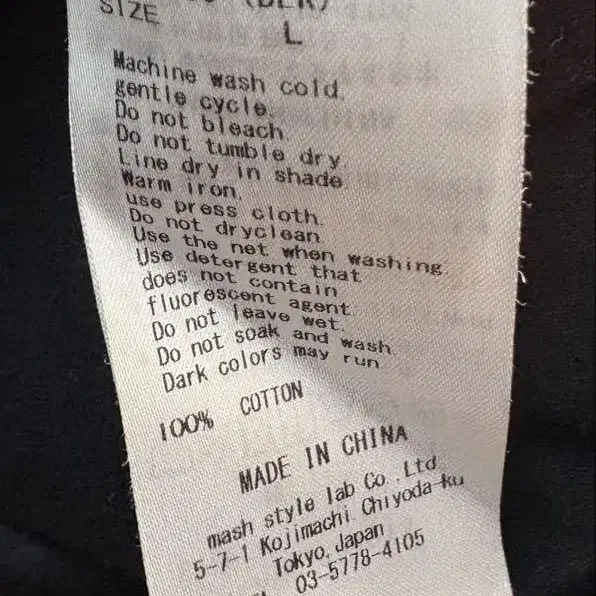 (BLK)
SIZE L
Machine wash cold.
gentle cycle.
Do not bleach
Do not tumble dry.
Line dry in shade
Warm iron.
use press cloth.
Do not dryclean
Use the net when washing.
Use detergent that
does not contain
fluorescent agent
Do not leave wet.
Do not soak and wash
Dark colors may run
100% COTTON
MADE IN CHINA
mash style lab Co.,Ltd
5-7-1 Kojimachi Chiyoda-ku
Tokyo, Japan
03-5778-4105